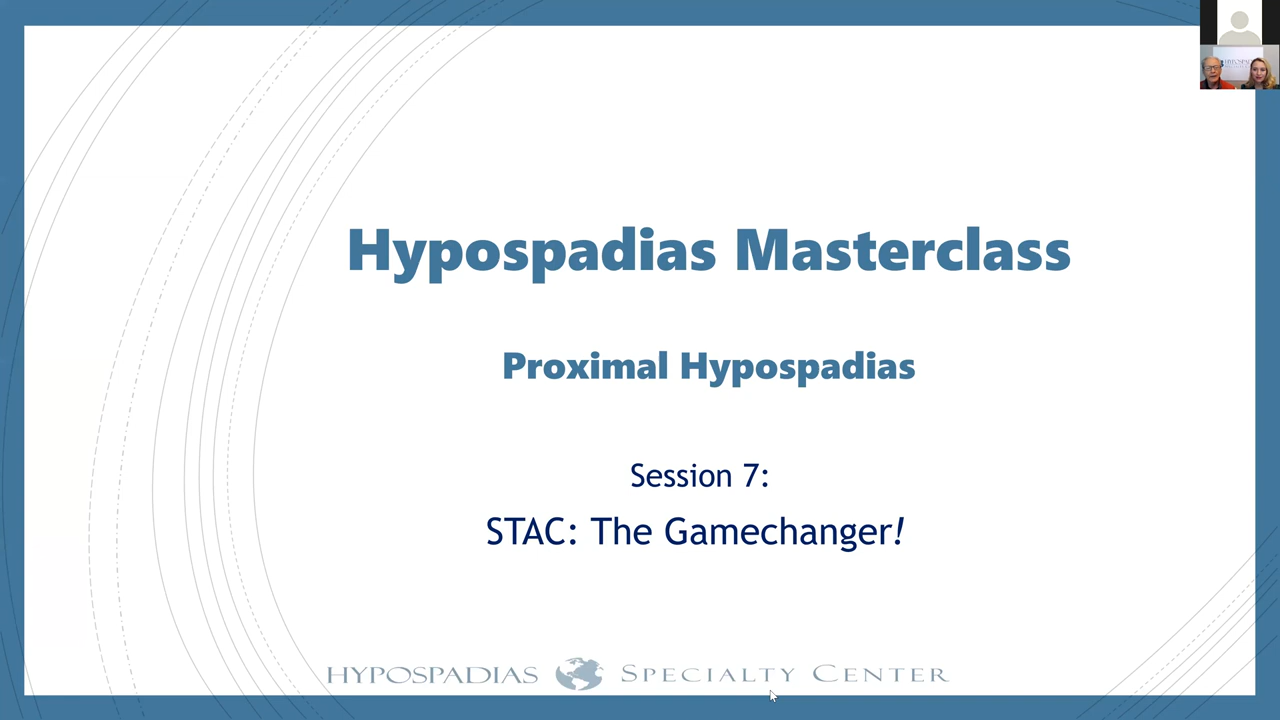 Hypospadias Masterclass
Proximal Hypospadias
Session 7:
STAC: The Gamechanger!
HYPOSPADIAS SPECIALTY CENTER